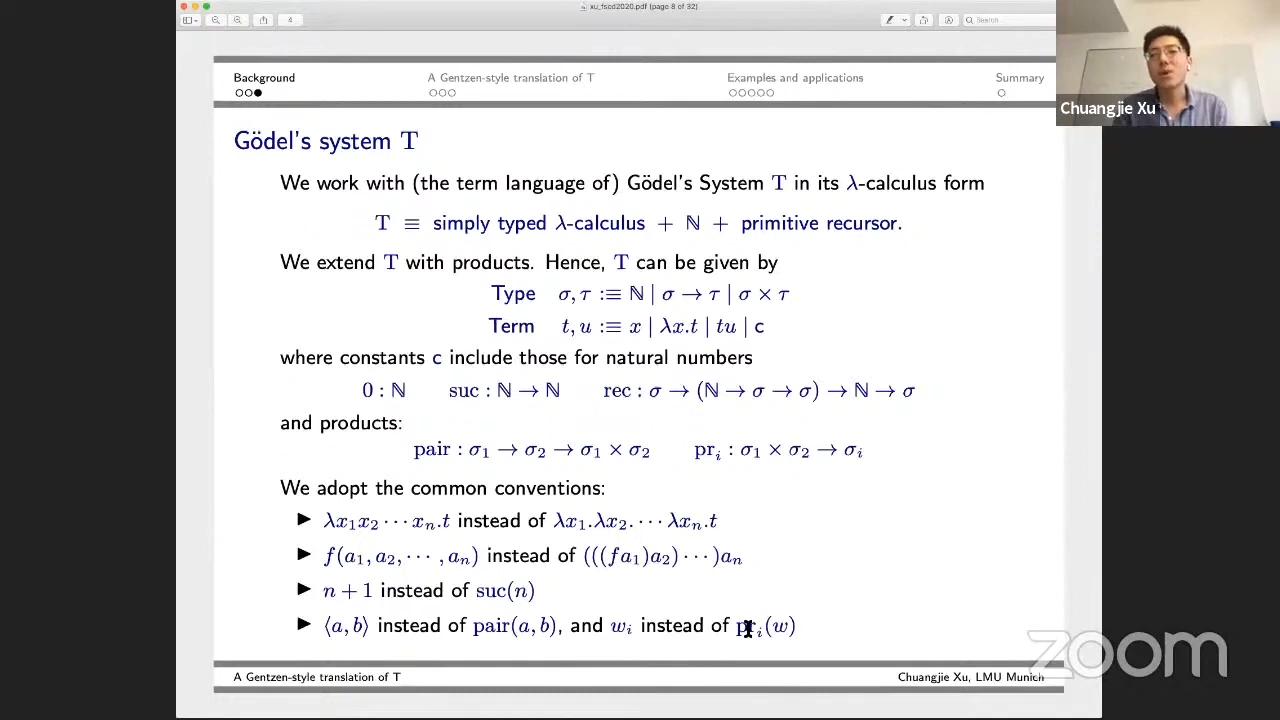 xu_fscd2020.pdf (page 8 of 32)
4
Search
Chuangjie Xu
Background
A Gentzen-style translation of T
Examples and applications
Summary
Gödel's system T
We work with (the term language of) Gödel's System T in its λ-calculus form
T ≡ simply typed λ-calculus + ℕ + primitive recursor.
We extend T with products. Hence, T can be given by
Type σ, τ :≡ ℕ | σ → τ | σ × τ
Term t, u :≡ x | λx.t | tu | c
where constants c include those for natural numbers
0 : ℕ suc : ℕ → ℕ rec : σ → (ℕ → σ → σ) → ℕ → σ
and products:
pair : σ₁ → σ₂ → σ₁ × σ₂ prᵢ : σ₁ × σ₂ → σᵢ
We adopt the common conventions:
▶ λx₁x₂ ⋯ xₙ.t instead of λx₁.λx₂. ⋯ λxₙ.t
▶ f(a₁, a₂, ⋯ , aₙ) instead of (((fa₁)a₂) ⋯ )aₙ
▶ n + 1 instead of suc(n)
▶ ⟨a, b⟩ instead of pair(a, b), and wᵢ instead of prᵢ(w)
zoom
A Gentzen-style translation of T
Chuangjie Xu, LMU Munich